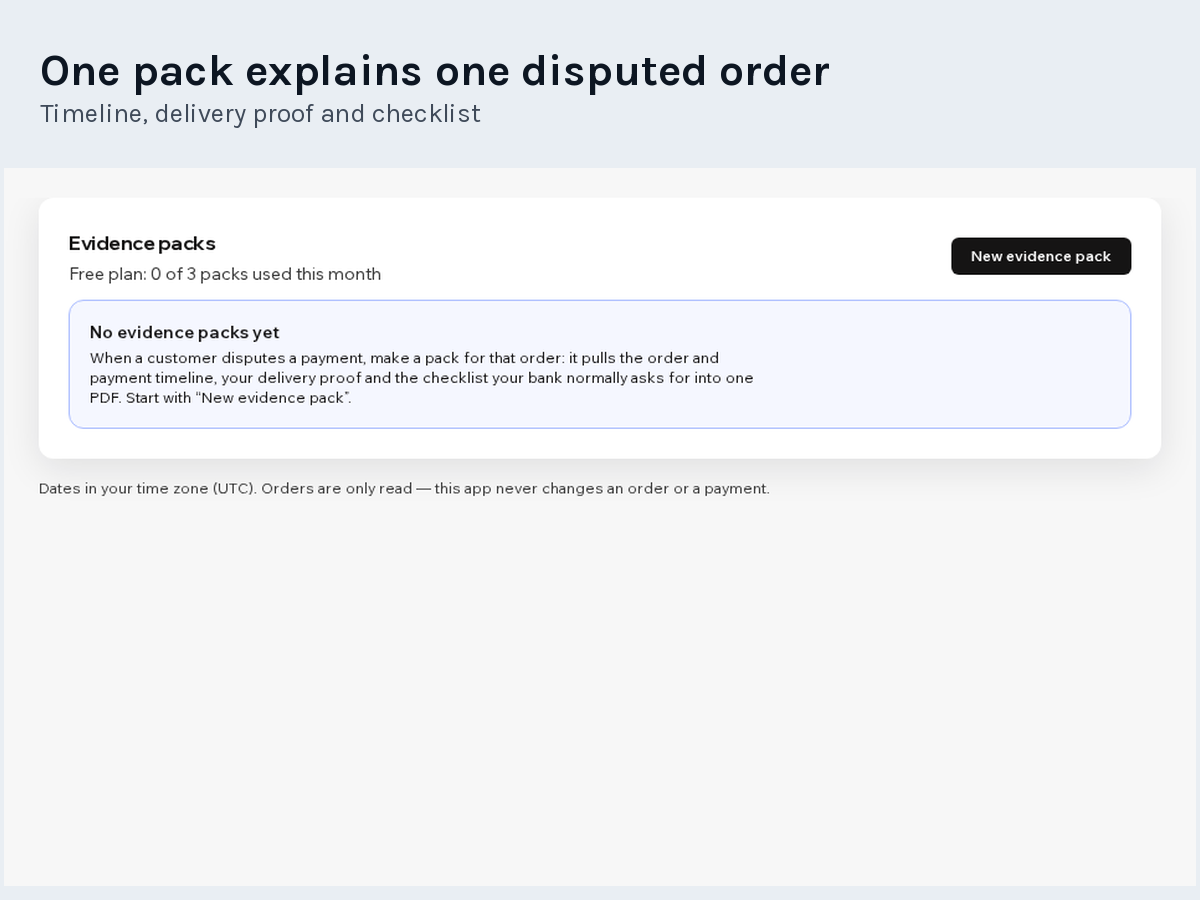 One pack explains one disputed order
Timeline, delivery proof and checklist
Evidence packs
Free plan: 0 of 3 packs used this month
New evidence pack
No evidence packs yet
When a customer disputes a payment, make a pack for that order: it pulls the order and
payment timeline, your delivery proof and the checklist your bank normally asks for into one
PDF. Start with “New evidence pack”.
Dates in your time zone (UTC). Orders are only read — this app never changes an order or a payment.